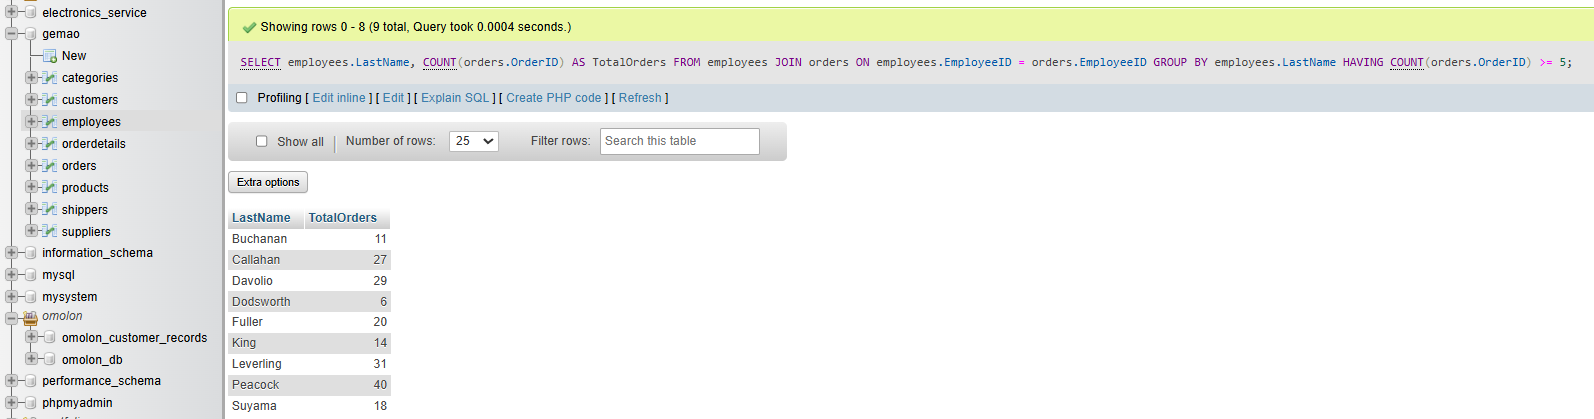 electronics_service
gemao
New
categories
customers
employees
orderdetails
orders
products
shippers
suppliers
information_schema
mysql
mysystem
omolon
omolon_customer_records
omolon_db
performance_schema
phpmyadmin
Showing rows 0 - 8 (9 total, Query took 0.0004 seconds.)
SELECT employees.LastName, COUNT(orders.OrderID) AS TotalOrders FROM employees JOIN orders ON employees.EmployeeID = orders.EmployeeID GROUP BY employees.LastName HAVING COUNT(orders.OrderID) >= 5;
Profiling [ Edit inline ] [ Edit ] [ Explain SQL ] [ Create PHP code ] [ Refresh ]
Show all Number of rows: 25 Filter rows: Search this table
Extra options
LastName TotalOrders
Buchanan 11
Callahan 27
Davolio 29
Dodsworth 6
Fuller 20
King 14
Leverling 31
Peacock 40
Suyama 18